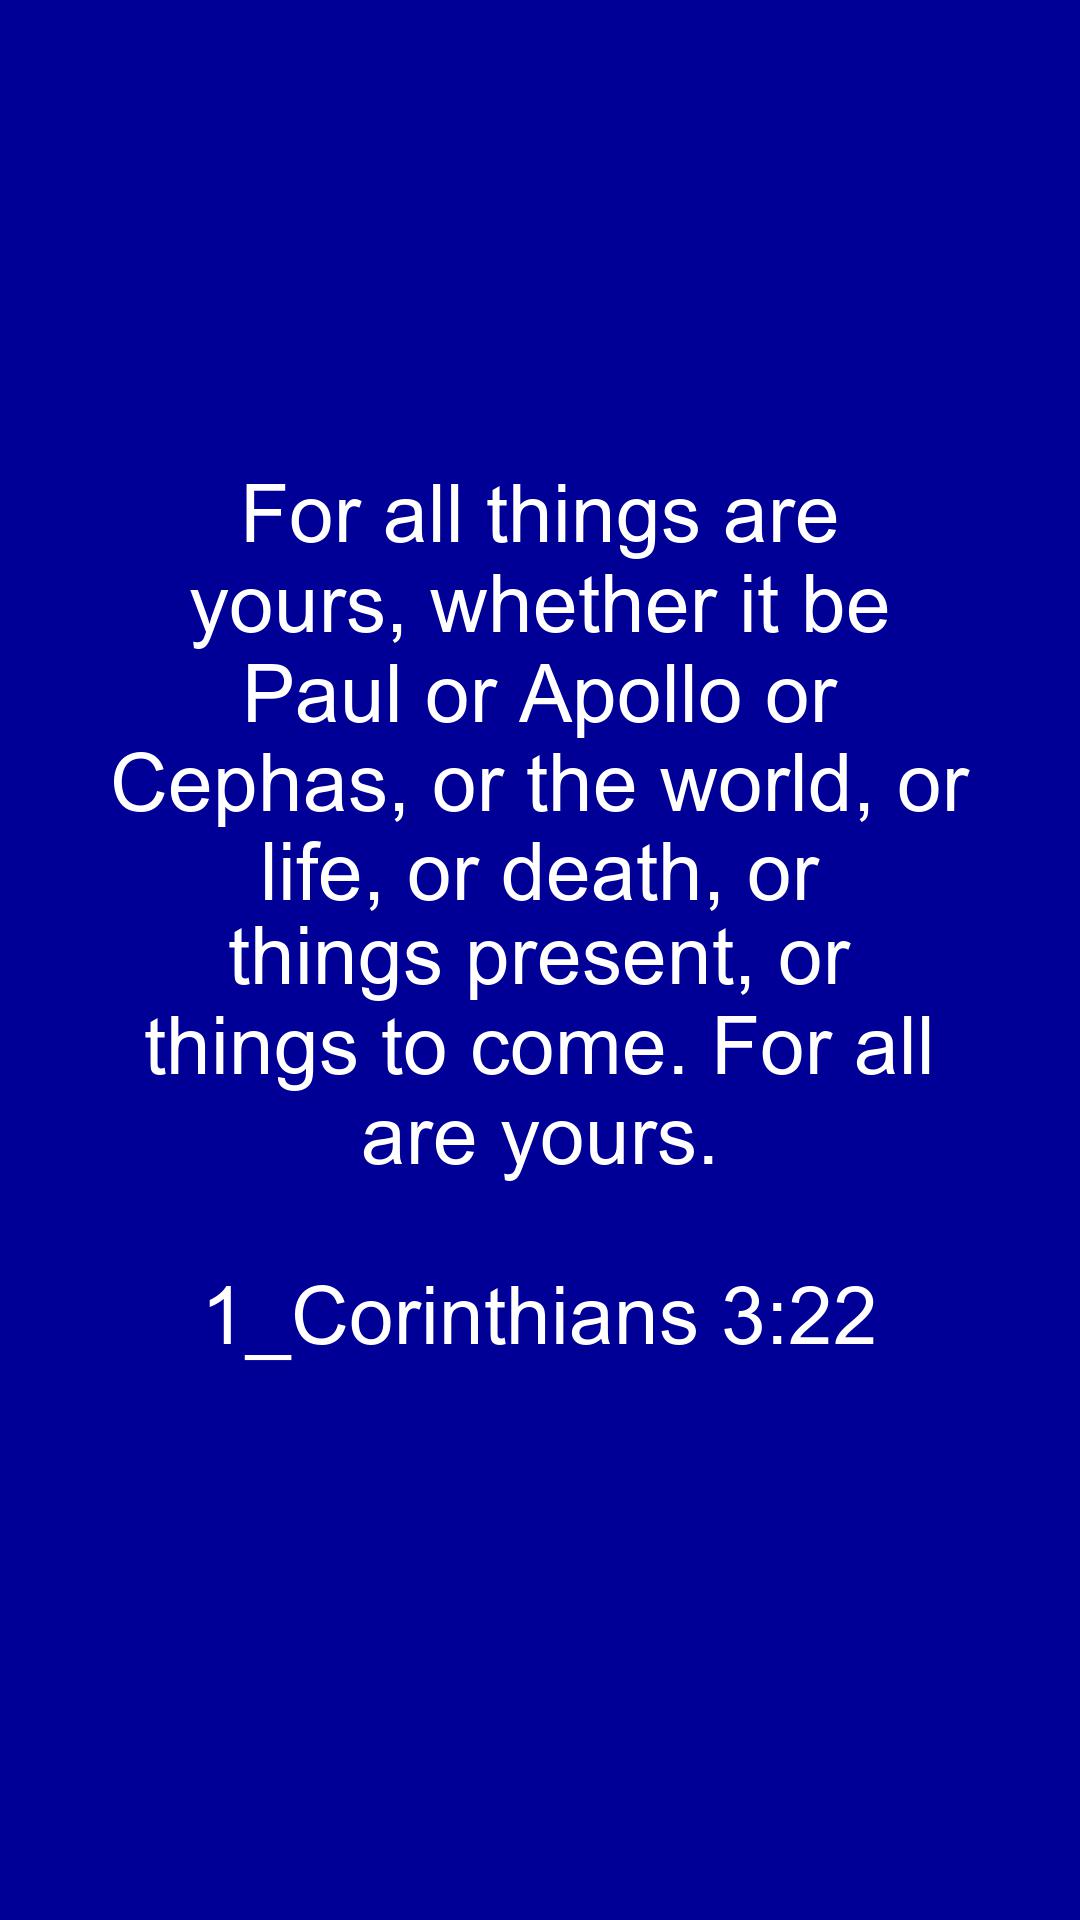 For all things are
yours, whether it be
Paul or Apollo or
Cephas, or the world, or
life, or death, or
things present, or
things to come. For all
are yours.
1_Corinthians 3:22